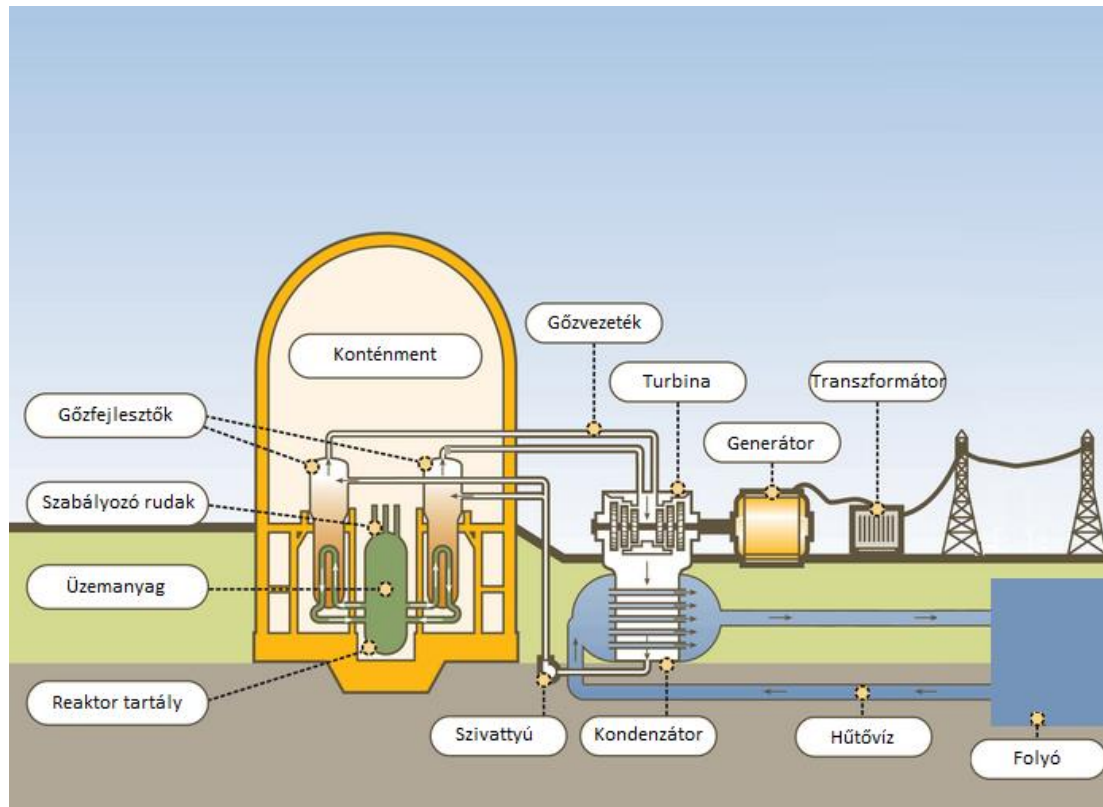 Gőzvezeték
Konténment
Turbina
Transzformátor
Gőzfejlesztők
Generátor
Szabályozó rudak
Üzemanyag
Reaktor tartály
Szivattyú
Kondenzátor
Hűtővíz
Folyó